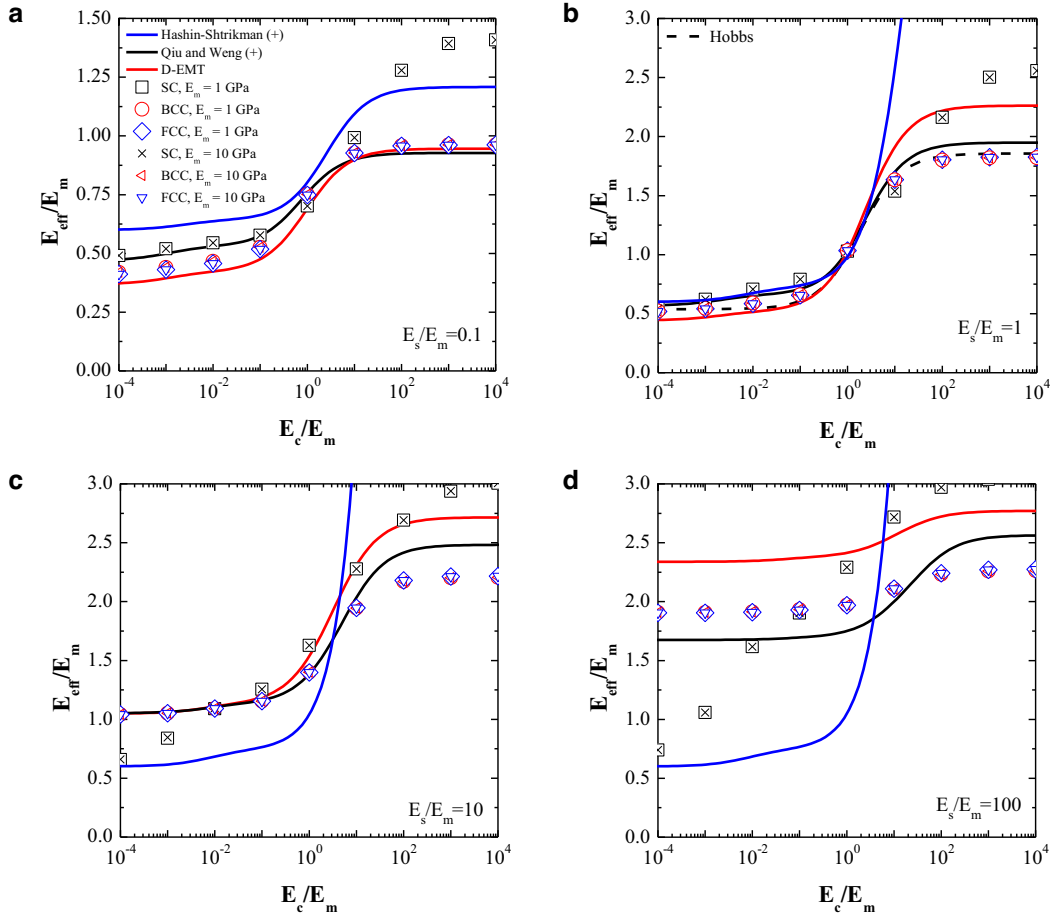 a
1.50
1.25
1.00
0.75
0.50
0.25
0.00
E_eff/E_m
Hashin-Shtrikman (+)
Qiu and Weng (+)
D-EMT
SC, E_m = 1 GPa
BCC, E_m = 1 GPa
FCC, E_m = 1 GPa
SC, E_m = 10 GPa
BCC, E_m = 10 GPa
FCC, E_m = 10 GPa
E_s/E_m=0.1
10^-4
10^-2
10^0
10^2
10^4
E_c/E_m
b
3.0
2.5
2.0
1.5
1.0
0.5
0.0
E_eff/E_m
Hobbs
E_s/E_m=1
10^-4
10^-2
10^0
10^2
10^4
E_c/E_m
c
3.0
2.5
2.0
1.5
1.0
0.5
0.0
E_eff/E_m
E_s/E_m=10
10^-4
10^-2
10^0
10^2
10^4
E_c/E_m
d
3.0
2.5
2.0
1.5
1.0
0.5
0.0
E_eff/E_m
E_s/E_m=100
10^-4
10^-2
10^0
10^2
10^4
E_c/E_m